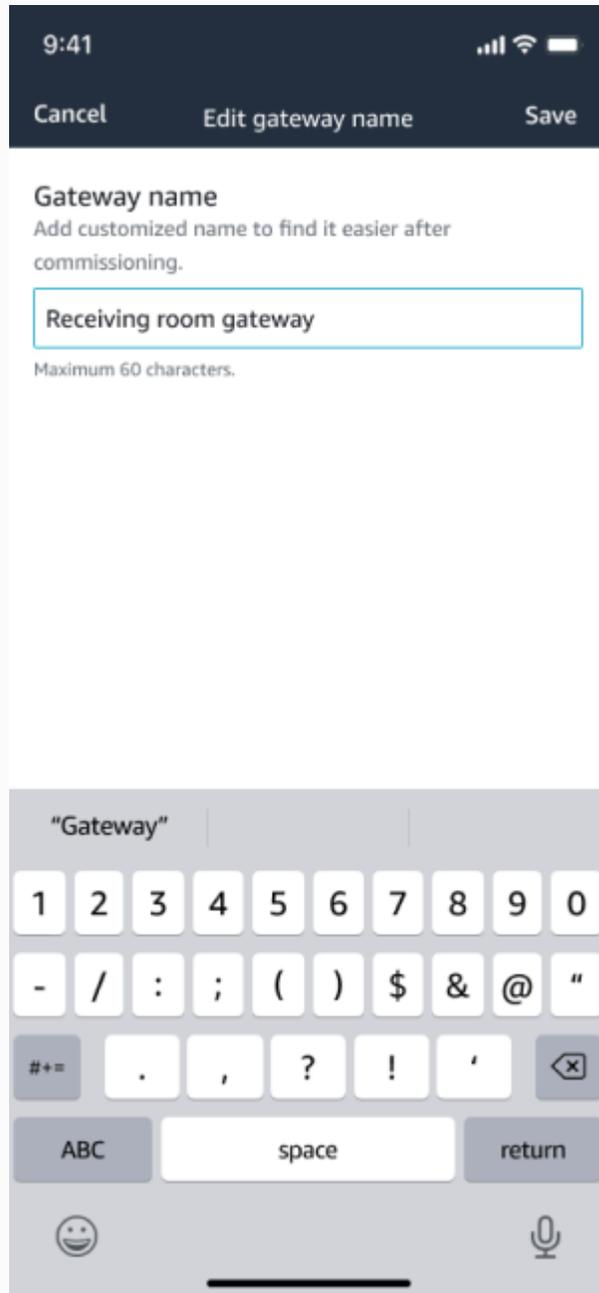 9:41
Cancel Edit gateway name Save
Gateway name
Add customized name to find it easier after
commissioning.
Receiving room gateway
Maximum 60 characters.
“Gateway”
1 2 3 4 5 6 7 8 9 0
- / : ; ( ) $ & @ “
#+= . , ? ! ‘
ABC space return